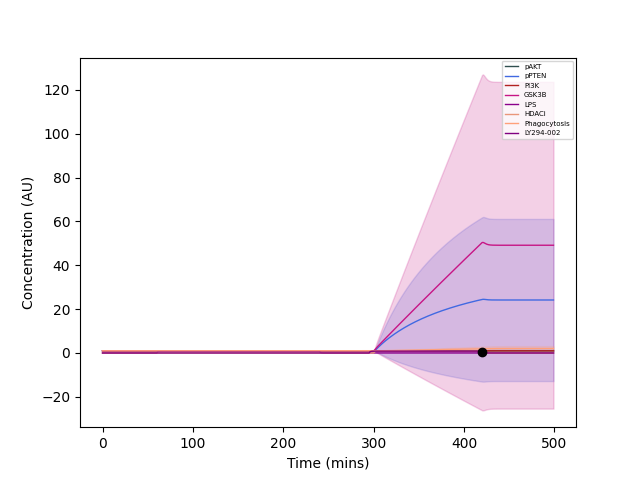 pAKT
pPTEN
PI3K
GSK3B
LPS
HDACi
Phagocytosis
LY294-002
120
100
80
60
40
20
0
−20
0 100 200 300 400 500
Concentration (AU)
Time (mins)